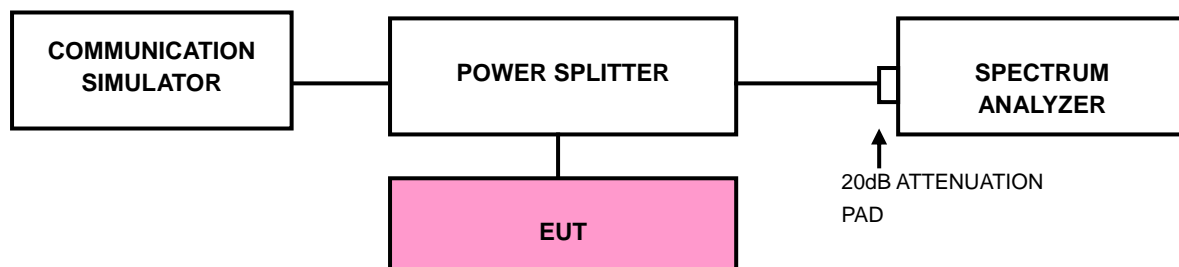 COMMUNICATION
SIMULATOR
POWER SPLITTER
SPECTRUM
ANALYZER
20dB ATTENUATION
PAD
EUT